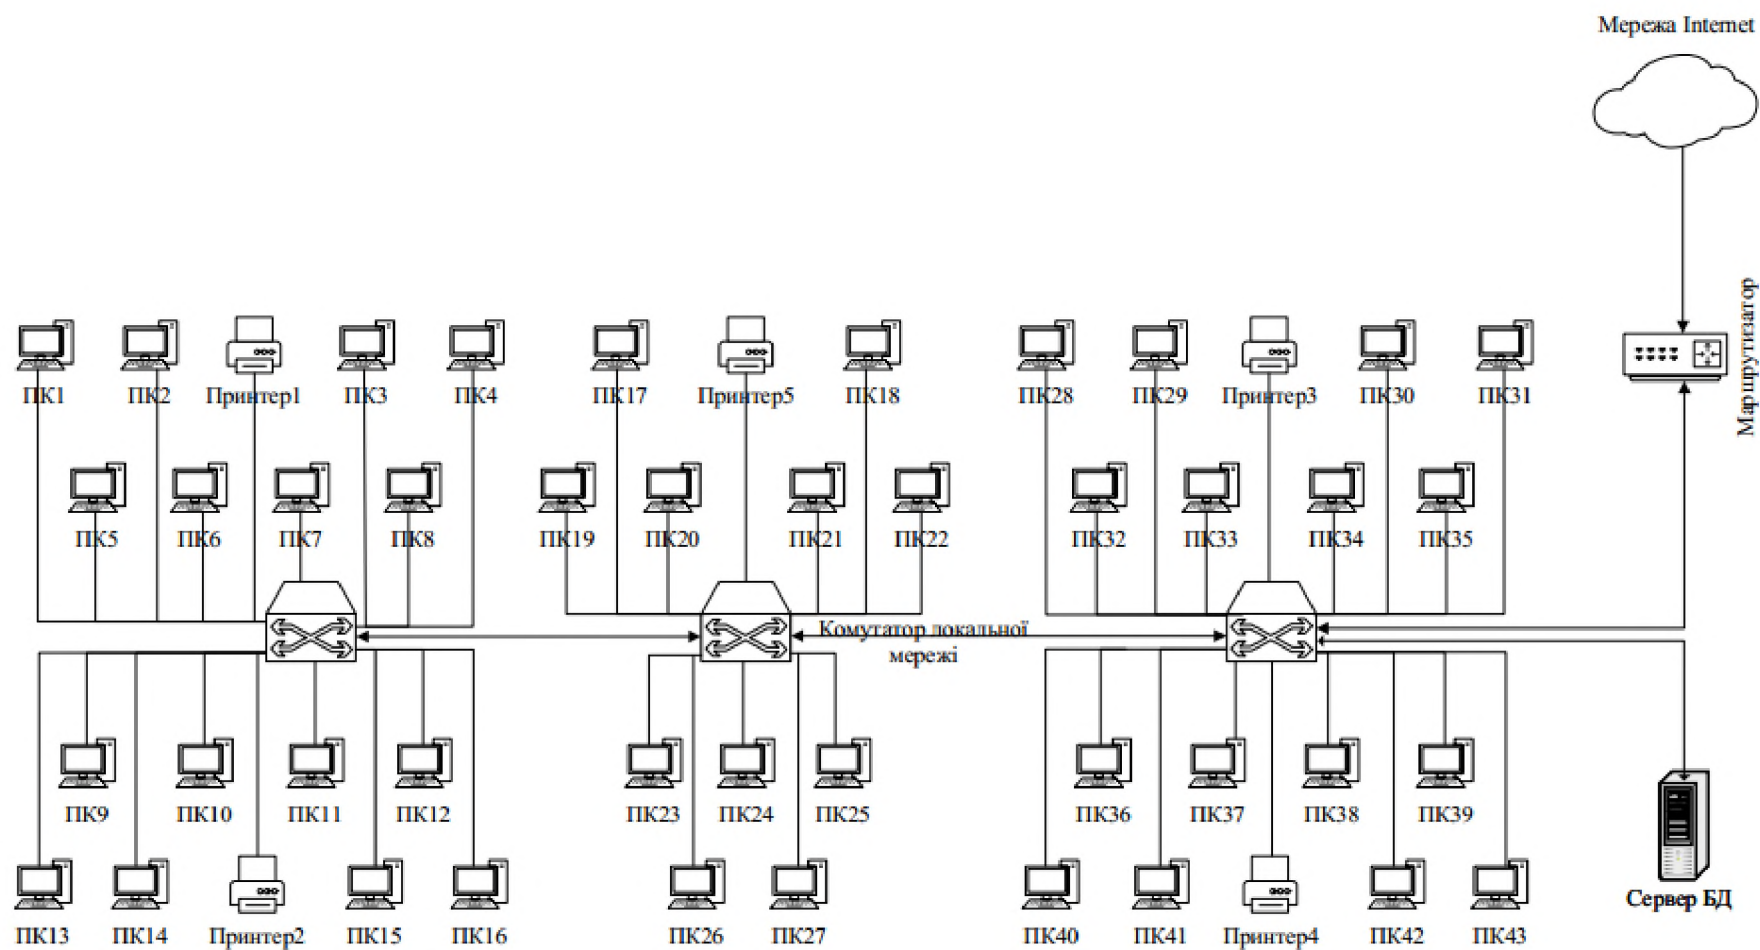 Мережа Internet
Маршрутизатор
ПК1 ПК2 Принтер1 ПК3 ПК4 ПК17 Принтер5 ПК18 ПК28 ПК29 Принтер3 ПК30 ПК31
ПК5 ПК6 ПК7 ПК8 ПК19 ПК20 ПК21 ПК22 ПК32 ПК33 ПК34 ПК35
Комутатор локальної
мережі
ПК9 ПК10 ПК11 ПК12 ПК23 ПК24 ПК25 ПК36 ПК37 ПК38 ПК39
Сервер БД
ПК13 ПК14 Принтер2 ПК15 ПК16 ПК26 ПК27 ПК40 ПК41 Принтер4 ПК42 ПК43